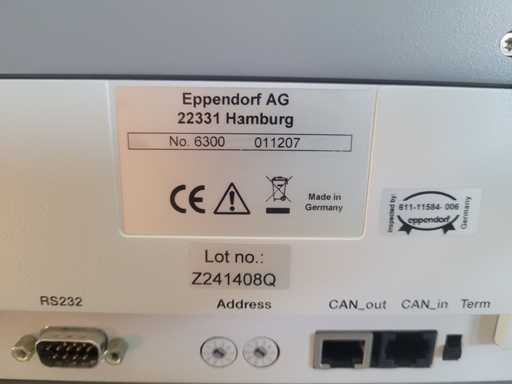 Eppendorf AG
22331 Hamburg
No. 6300 011207
CE
Made in
Germany
Inspected by:
611-11584- 006
eppendorf
Germany
Lot no.:
Z241408Q
RS232
Address
CAN_out
CAN_in
Term